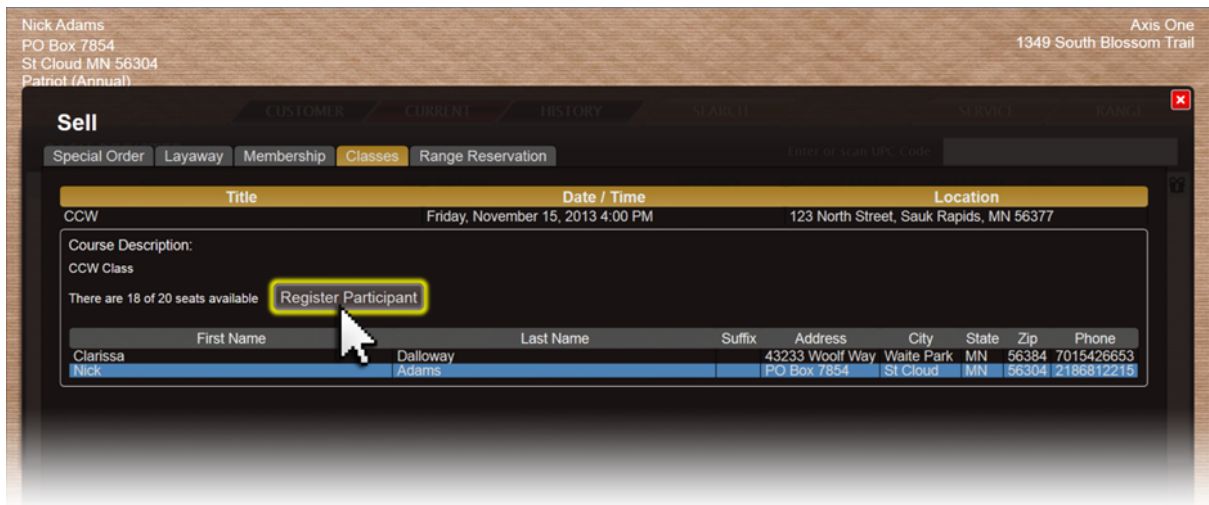 Nick Adams
PO Box 7854
St Cloud MN 56304
Patriot (Annual)
Axis One
1349 South Blossom Trail
CUSTOMER CURRENT HISTORY SEARCH SERVICE RANGE
Sell
Special Order Layaway Membership Classes Range Reservation
Enter or scan UPC Code
Title Date / Time Location
CCW Friday, November 15, 2013 4:00 PM 123 North Street, Sauk Rapids, MN 56377
Course Description:
CCW Class
There are 18 of 20 seats available Register Participant
First Name Last Name Suffix Address City State Zip Phone
Clarissa Dalloway 43233 Woolf Way Waite Park MN 56384 7015426653
Nick Adams PO Box 7854 St Cloud MN 56304 2186812215